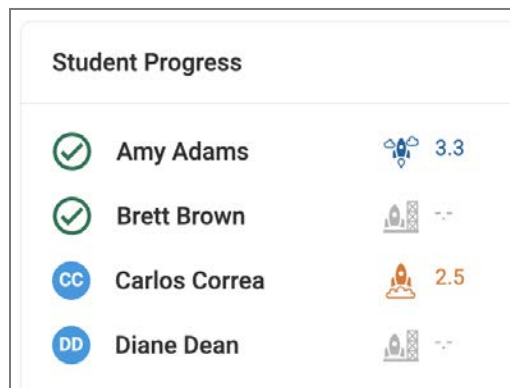 Student Progress
Amy Adams 3.3
Brett Brown -.-
CC Carlos Correa 2.5
DD Diane Dean -.-